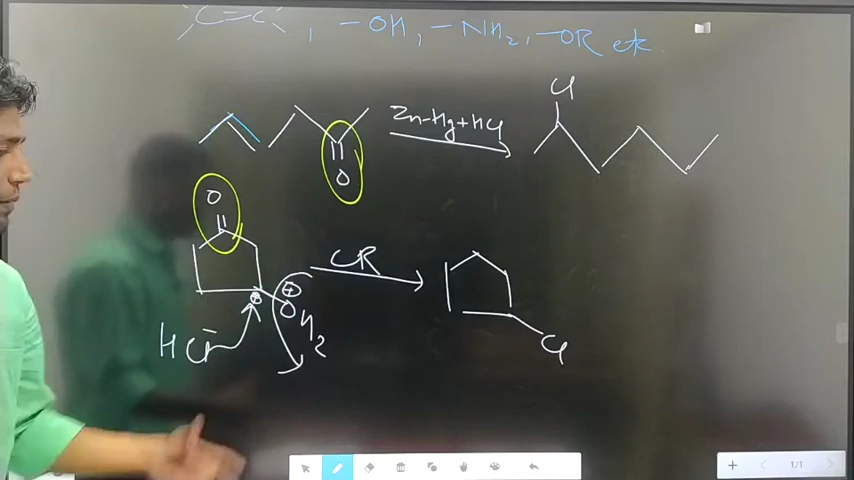 C=C, -OH, -NH2, -OR etc.
Cl
Zn-Hg+HCl
O
O
CR
⊕
⊕
OH2
HCl̄
Cl
1/1